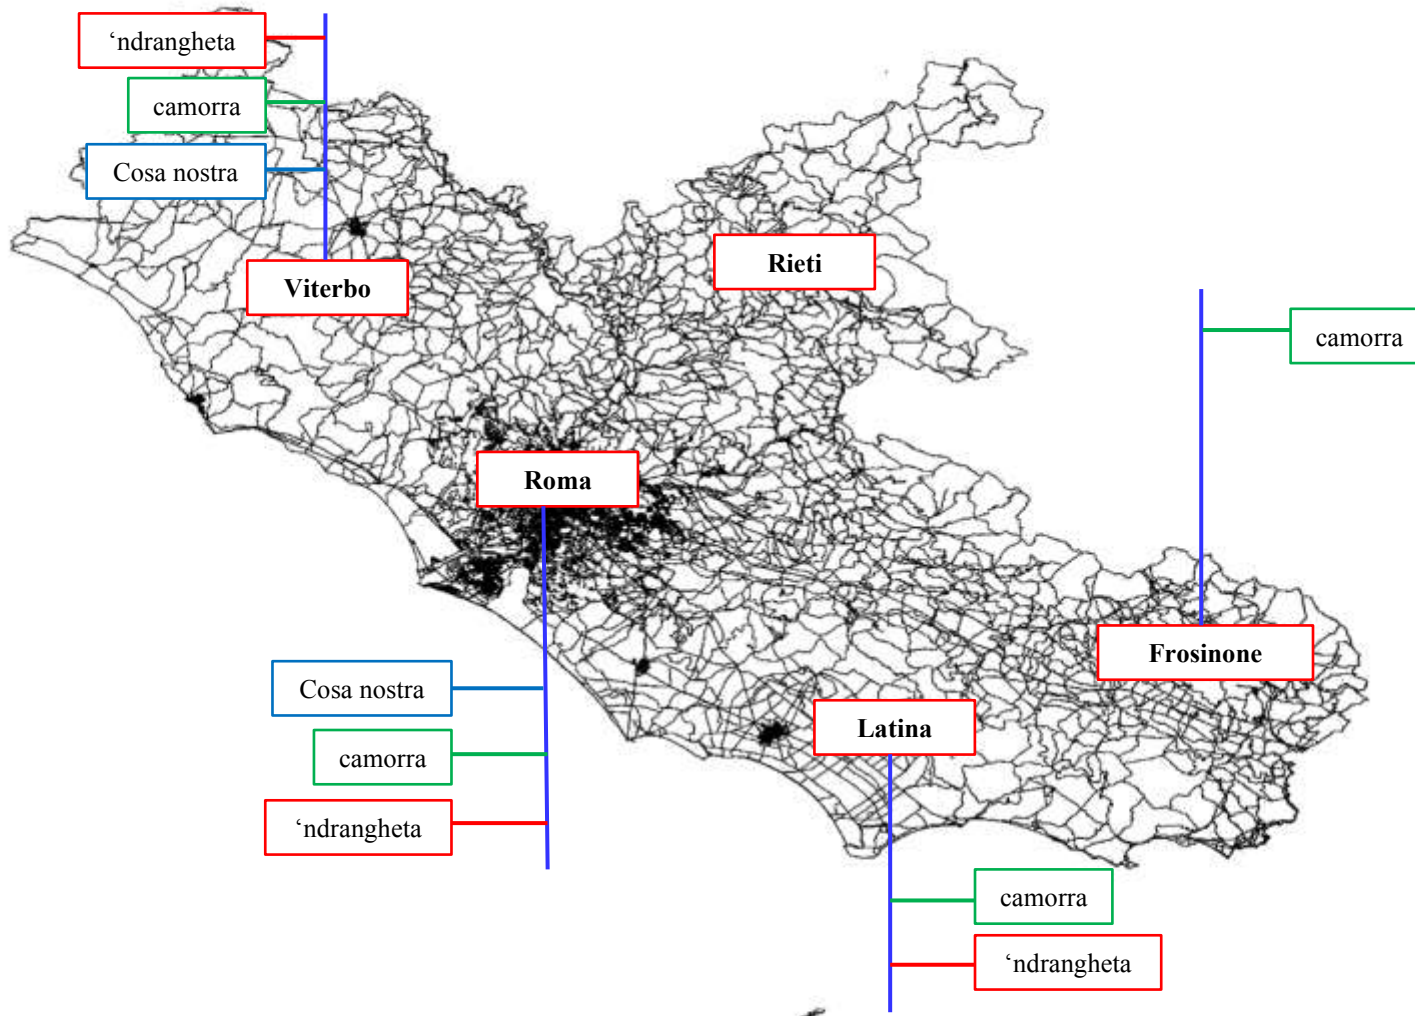 ‘ndrangheta
camorra
Cosa nostra
Viterbo
Rieti
camorra
Roma
Frosinone
Cosa nostra
camorra
‘ndrangheta
Latina
camorra
‘ndrangheta